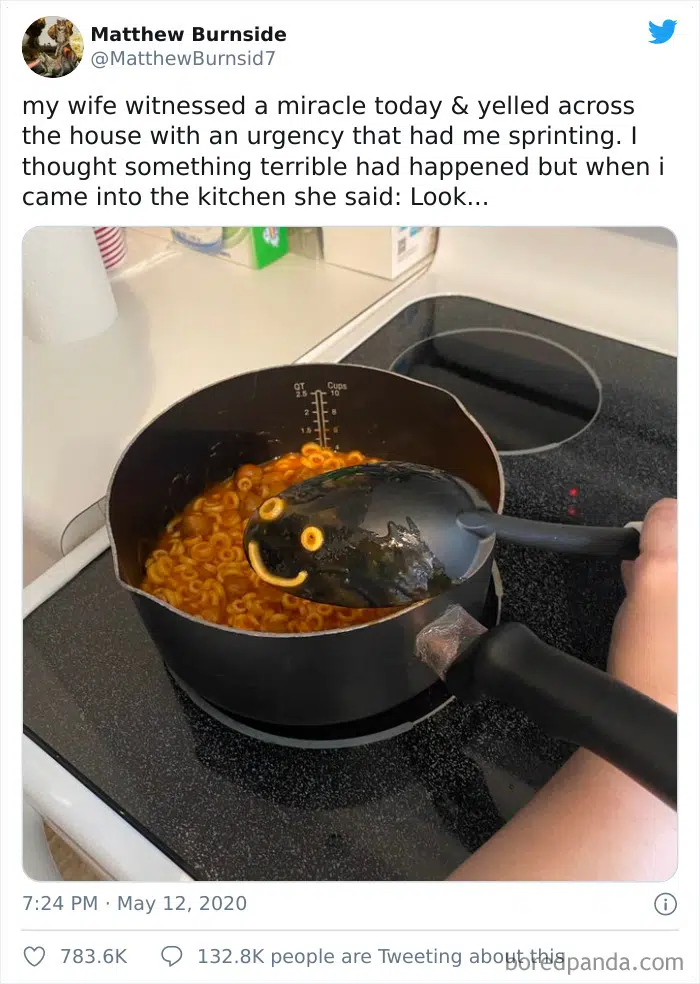 Matthew Burnside
@MatthewBurnsid7
my wife witnessed a miracle today & yelled across
the house with an urgency that had me sprinting. I
thought something terrible had happened but when i
came into the kitchen she said: Look...
QT Cups
2.5 10
2 8
1.5 6
4
7:24 PM · May 12, 2020
783.6K 132.8K people are Tweeting about this
boredpanda.com